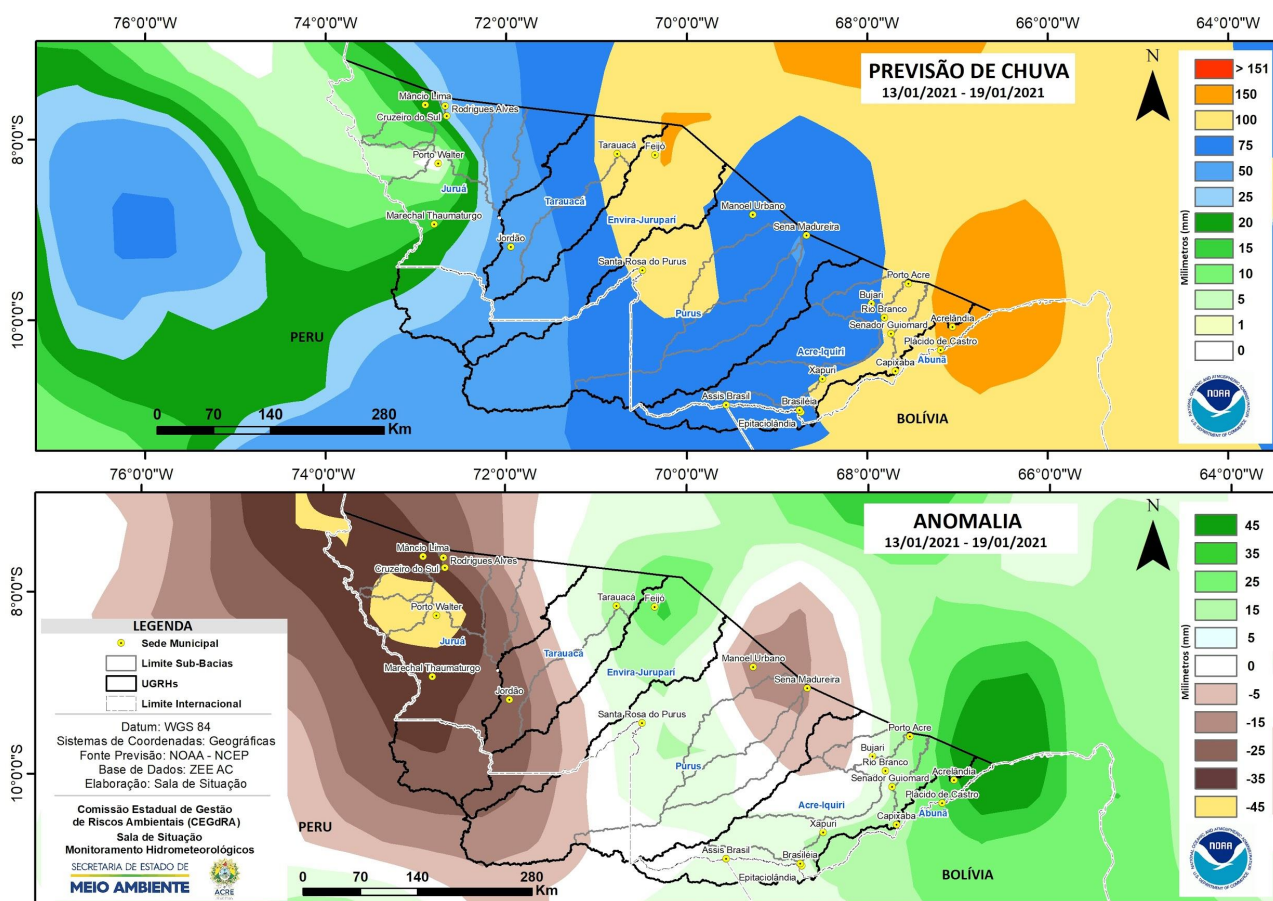 76°0'0"W
74°0'0"W
72°0'0"W
70°0'0"W
68°0'0"W
66°0'0"W
64°0'0"W
PREVISÃO DE CHUVA
13/01/2021 - 19/01/2021
N
> 151
150
100
75
50
25
20
15
10
5
1
0
Milímetros (mm)
8°0'0"S
10°0'0"S
Mâncio Lima
Rodrigues Alves
Cruzeiro do Sul
Porto Walter
Juruá
Marechal Thaumaturgo
Tarauacá
Feijó
Tarauacá
Envira-Jurupari
Jordão
Manoel Urbano
Sena Madureira
Santa Rosa do Purus
Purus
Porto Acre
Bujari
Rio Branco
Senador Guiomard
Acrelândia
Plácido de Castro
Abunã
Acre-Iquiri
Capixaba
Xapuri
Assis Brasil
Brasiléia
Epitaciolândia
PERU
BOLÍVIA
0 70 140 280
Km
NOAA
76°0'0"W
74°0'0"W
72°0'0"W
70°0'0"W
68°0'0"W
66°0'0"W
64°0'0"W
ANOMALIA
13/01/2021 - 19/01/2021
N
45
35
25
15
5
0
-5
-15
-25
-35
-45
Milímetros (mm)
8°0'0"S
10°0'0"S
Mâncio Lima
Rodrigues Alves
Cruzeiro do Sul
Porto Walter
Juruá
Marechal Thaumaturgo
Tarauacá
Feijó
Tarauacá
Envira-Jurupari
Jordão
Manoel Urbano
Sena Madureira
Santa Rosa do Purus
Purus
Porto Acre
Bujari
Rio Branco
Senador Guiomard
Acrelândia
Plácido de Castro
Abunã
Acre-Iquiri
Capixaba
Xapuri
Assis Brasil
Brasiléia
Epitaciolândia
PERU
BOLÍVIA
0 70 140 280
Km
NOAA
LEGENDA
Sede Municipal
Limite Sub-Bacias
UGRHs
Limite Internacional
Datum: WGS 84
Sistemas de Coordenadas: Geográficas
Fonte Previsão: NOAA - NCEP
Base de Dados: ZEE AC
Elaboração: Sala de Situação
Comissão Estadual de Gestão
de Riscos Ambientais (CEGdRA)
Sala de Situação
Monitoramento Hidrometeorológicos
SECRETARIA DE ESTADO DE
MEIO AMBIENTE
ACRE